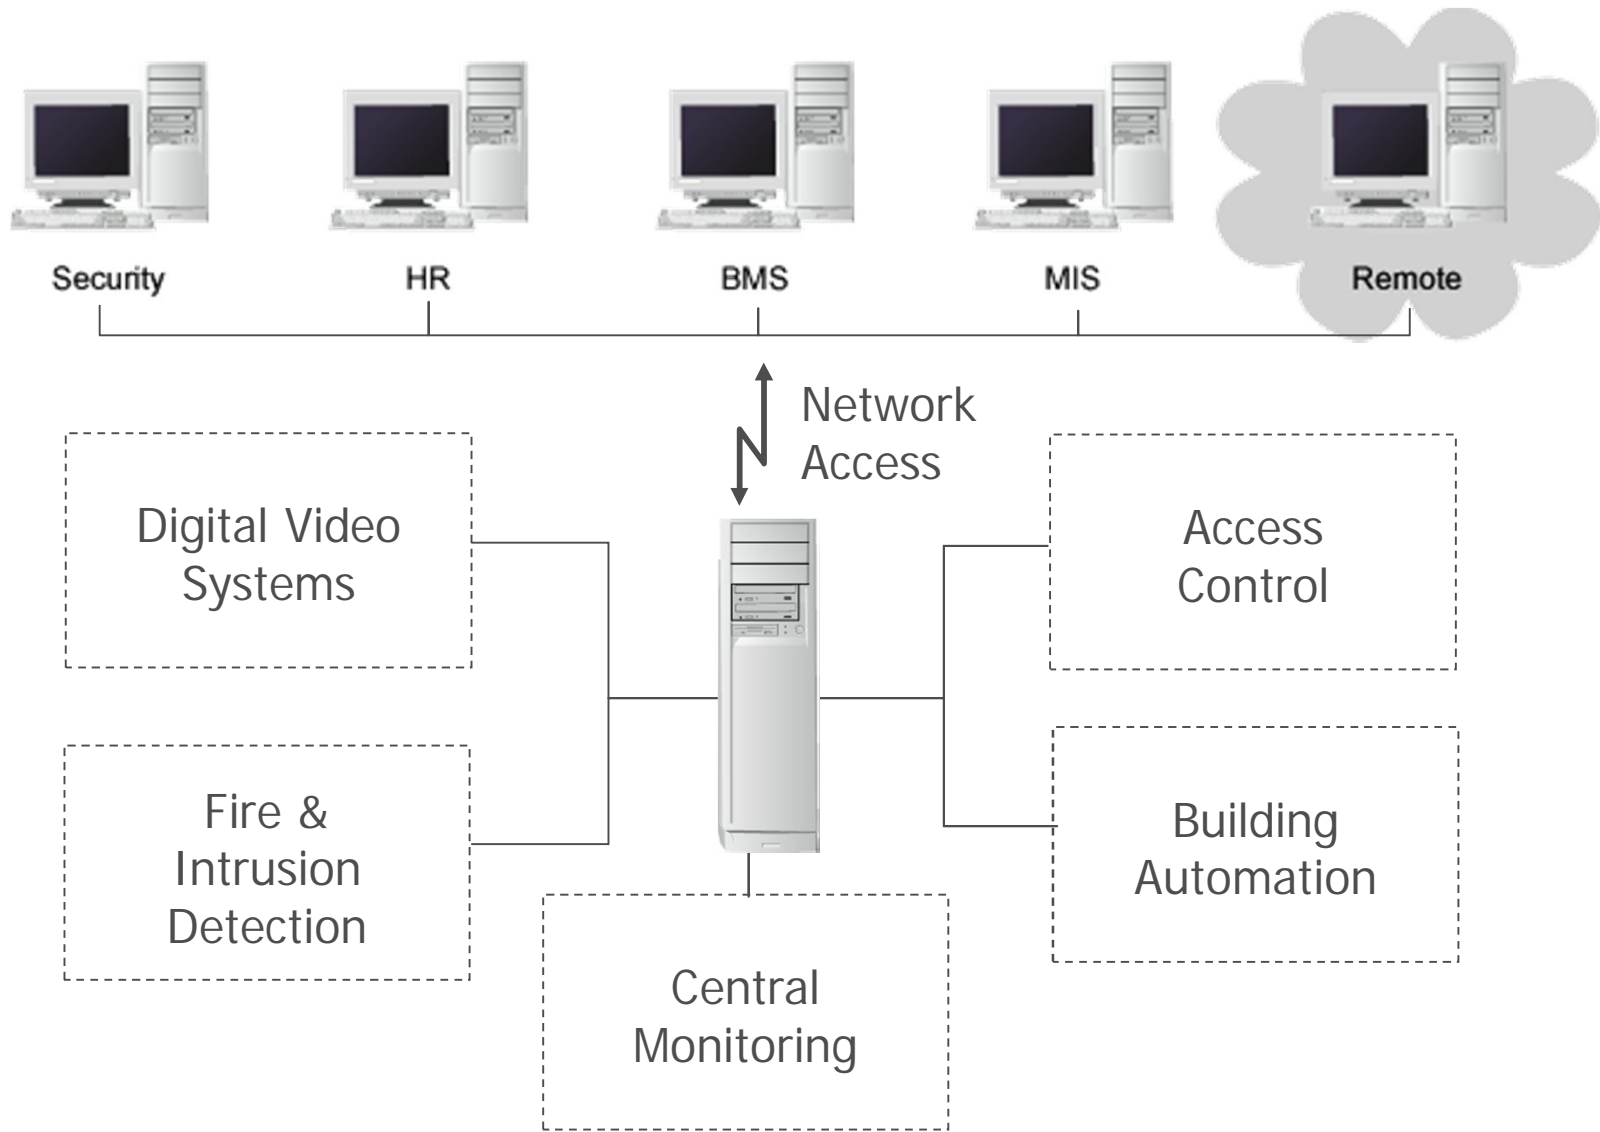 Security
HR
BMS
MIS
Remote
Network
Access
Digital Video
Systems
Access
Control
Fire &
Intrusion
Detection
Building
Automation
Central
Monitoring